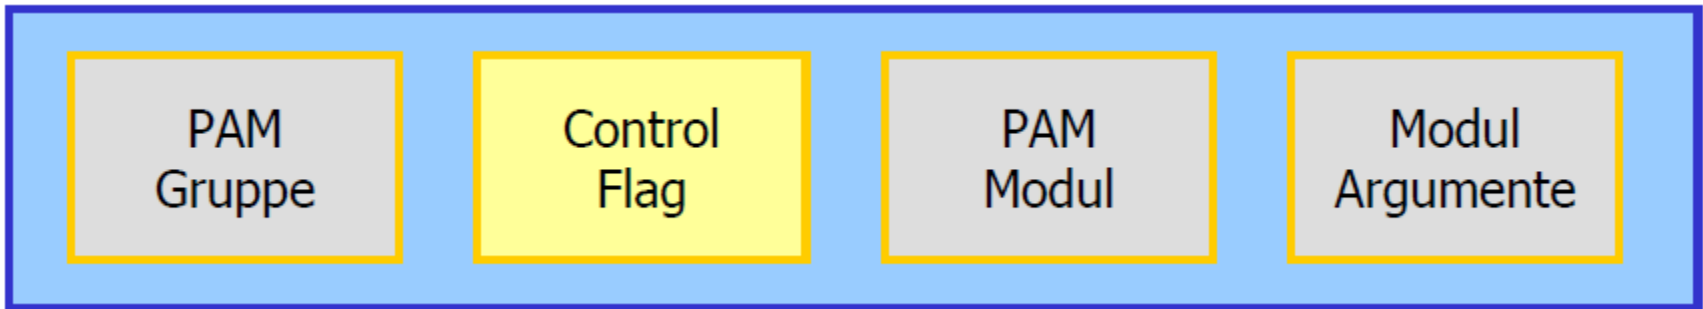 PAM
Gruppe
Control
Flag
PAM
Modul
Modul
Argumente